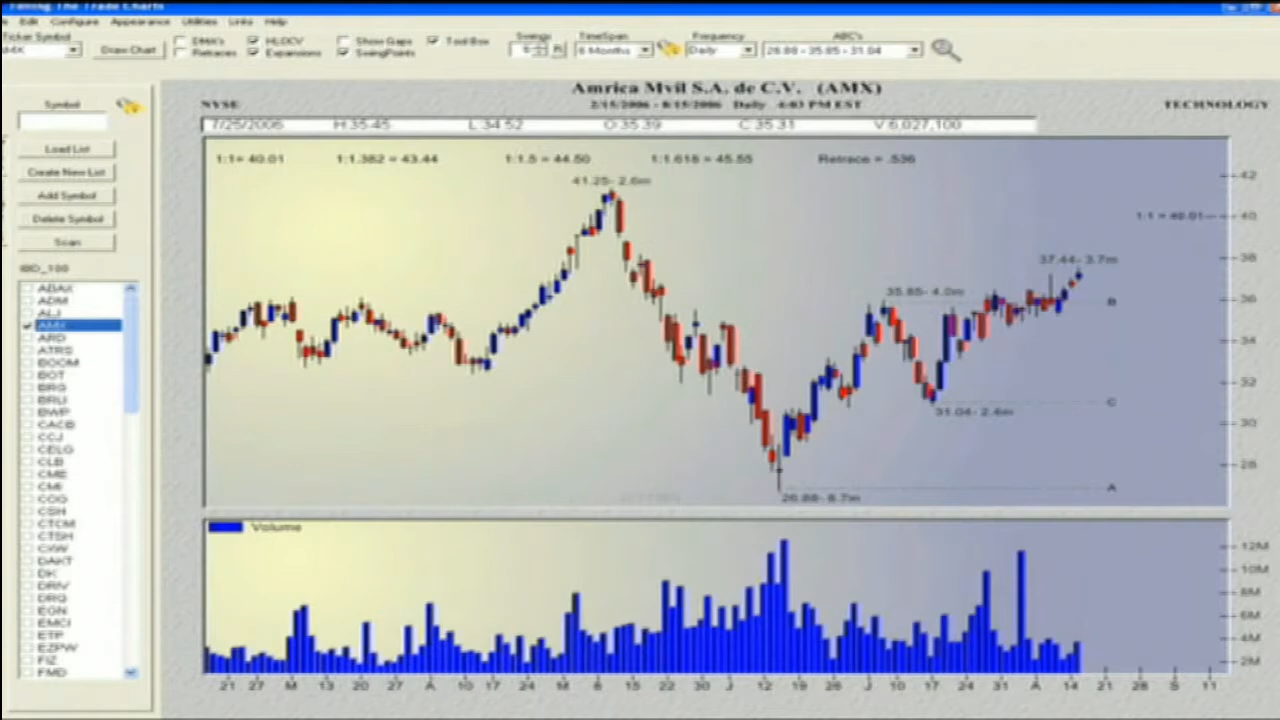 Timing The Trade Charts
Edit Configure Appearance Utilities Links Help
Ticker Symbol
AMX Draw Chart
DMA's HLOCV Show Gaps Tool Box
Retraces Expansions SwingPoints
Swings TimeSpan Frequency ABC's
6 Months Daily 26.88 - 35.85 - 31.04
Amrica Mvil S.A. de C.V. (AMX)
NYSE 2/15/2006 - 8/15/2006 Daily 4:03 PM EST TECHNOLOGY
7/25/2006 H:35.45 L:34.52 O:35.39 C:35.31 V:6,027,100
1:1= 40.01 1:1.382 = 43.44 1:1.5 = 44.50 1:1.618 = 45.55 Retrace = .536
41.25- 2.6m
1:1 = 40.01
37.44- 3.7m
35.85- 4.0m
B
C
31.04- 2.4m
A
26.88- 8.7m
42
40
38
36
34
32
30
28
Volume
12M
10M
8M
6M
4M
2M
21 27 M 13 20 27 A 10 17 24 M 8 15 22 30 J 12 19 26 J 10 17 24 31 A 14 21 28 S 11
Symbol
Load List
Create New List
Add Symbol
Delete Symbol
Scan
IBD_100
ABAX
ADM
ALJ
AMX
ARD
ATRS
BOOM
BOT
BRG
BRLI
BWP
CACB
CCJ
CELG
CLB
CME
CMI
COG
CSH
CTCM
CTSH
CXW
DAKT
DK
DRIV
DRQ
EGN
EMCI
ETP
EZPW
FIZ
FMD